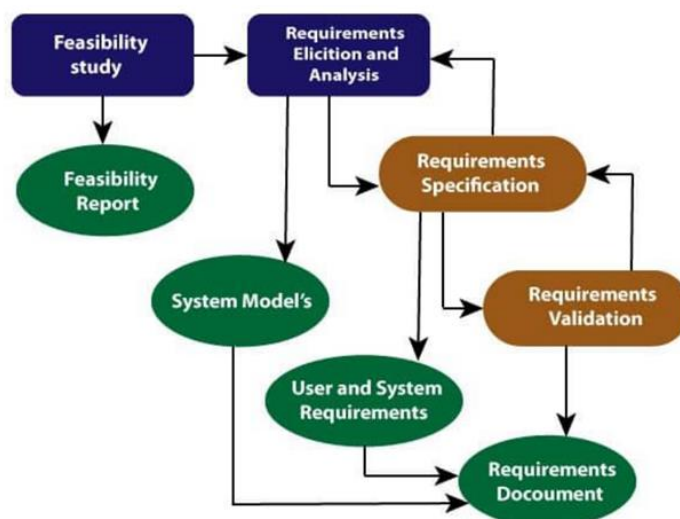 Feasibility
study
Requirements
Elicition and
Analysis
Feasibility
Report
Requirements
Specification
System Model's
Requirements
Validation
User and System
Requirements
Requirements
Docoument